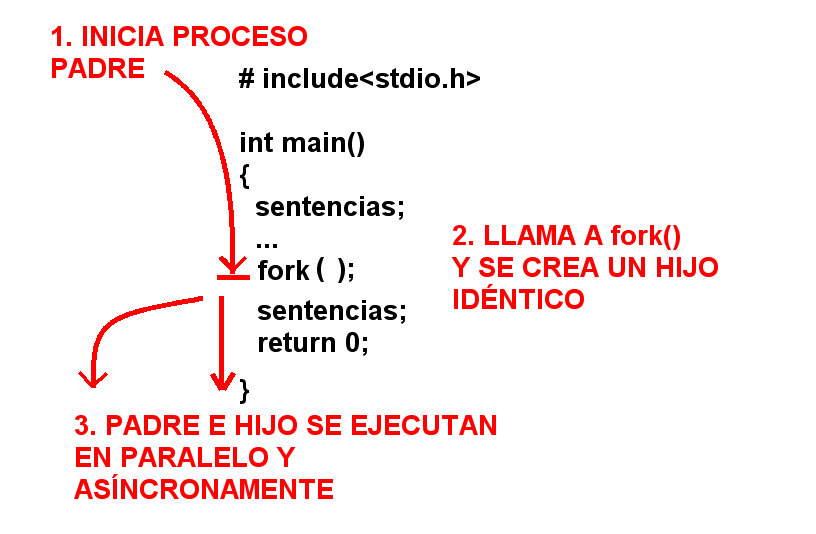 1. INICIA PROCESO
PADRE
# include<stdio.h>
int main()
{
sentencias;
...
fork ( );
sentencias;
return 0;
}
2. LLAMA A fork()
Y SE CREA UN HIJO
IDÉNTICO
3. PADRE E HIJO SE EJECUTAN
EN PARALELO Y
ASÍNCRONAMENTE